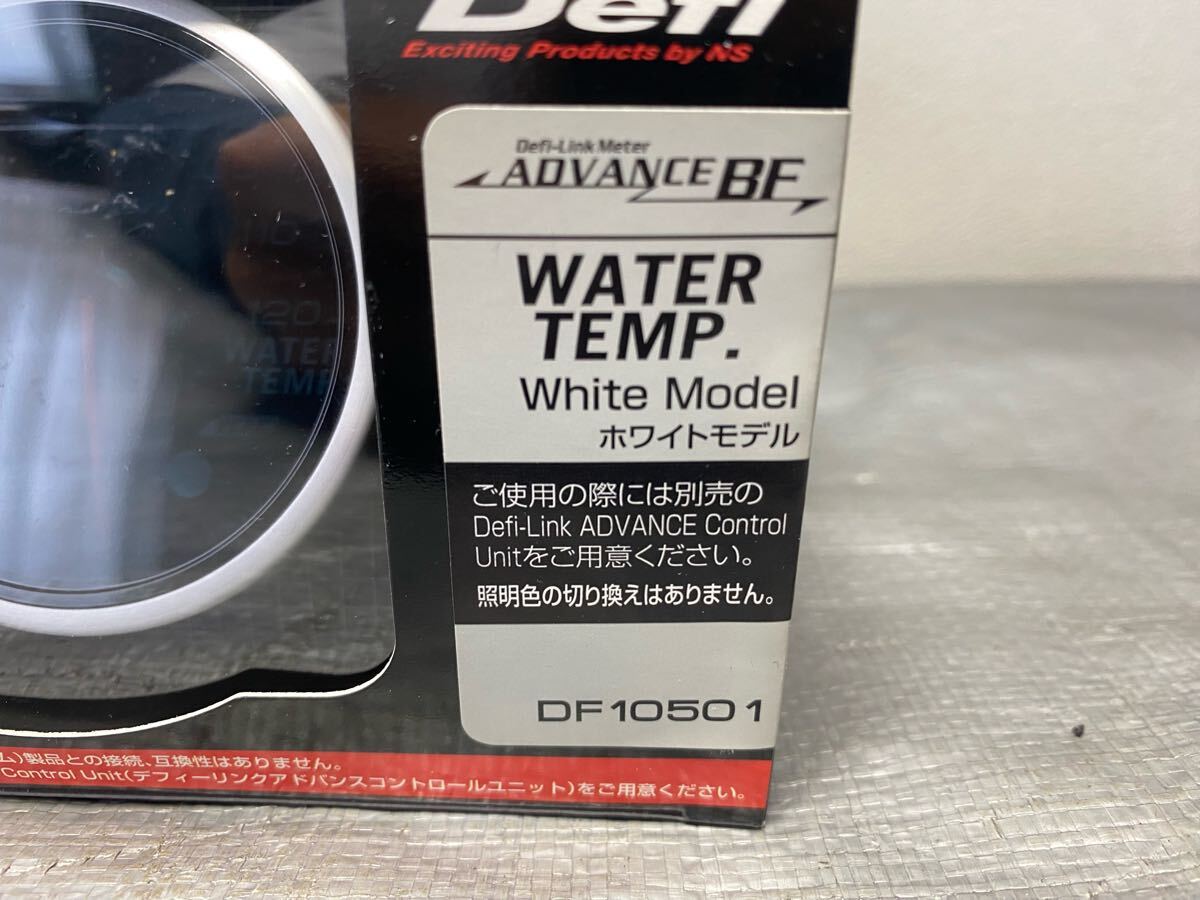 Defi
Exciting Products by NS
Defi-Link Meter
ADVANCE BF
WATER
TEMP.
White Model
ホワイトモデル
ご使用の際には別売の
Defi-Link ADVANCE Control
Unitをご用意ください。
照明色の切り換えはありません。
DF10501
110
120
WATER
TEMP
ム)製品との接続、互換性はありません。
Control Unit(デフィーリンクアドバンスコントロールユニット)をご用意ください。